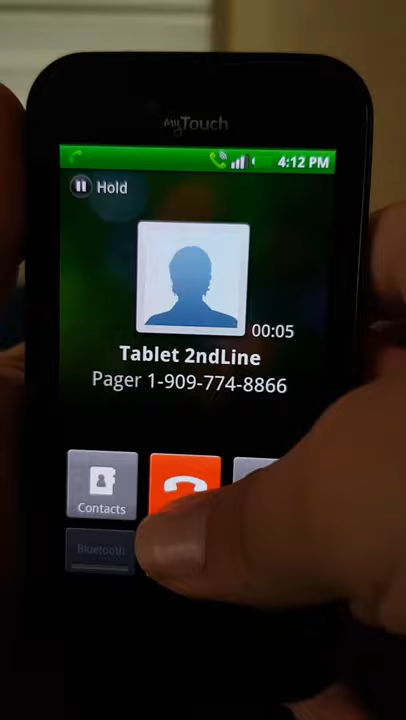 myTouch
4:12 PM
Hold
00:05
Tablet 2ndLine
Pager 1-909-774-8866
Contacts
Bluetooth